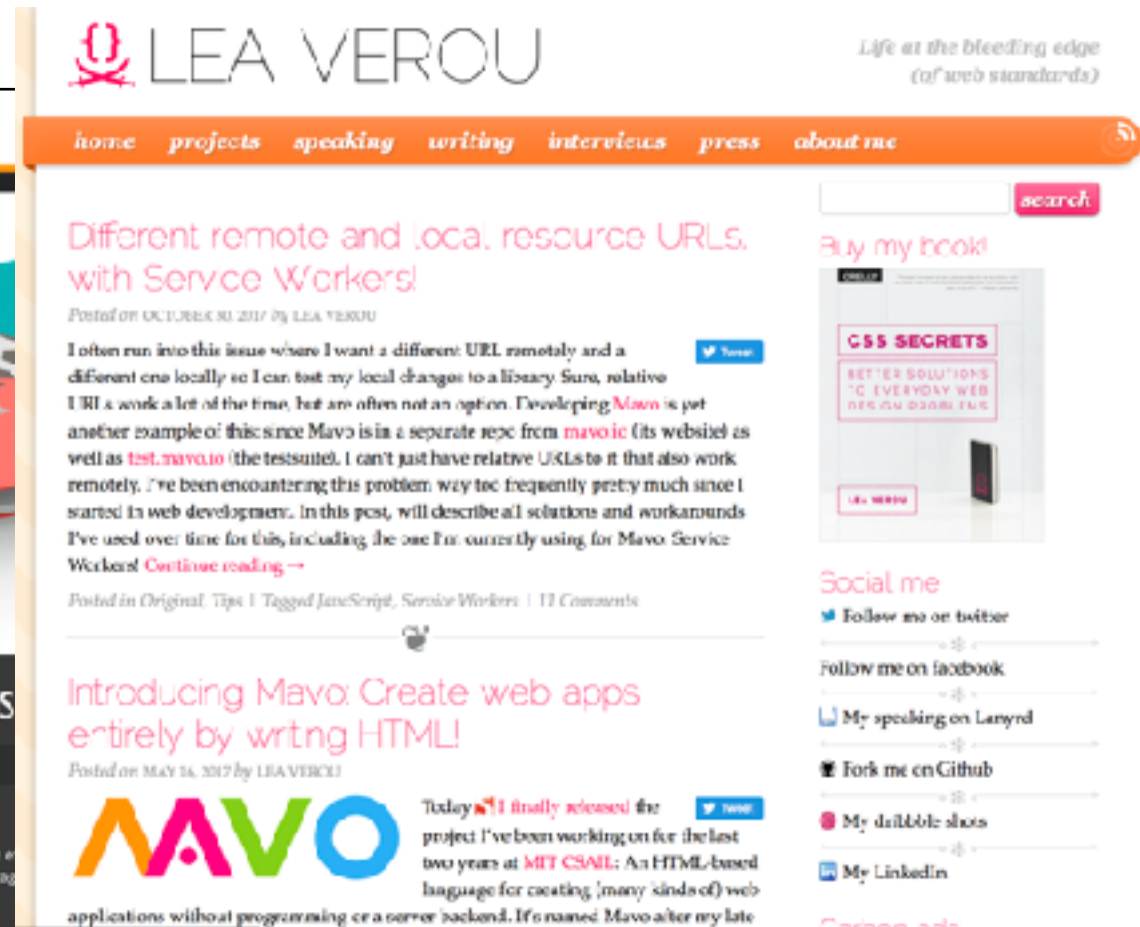 LEA VEROU
Life at the bleeding edge
(of web standards)
home projects speaking writing interviews press about me
search
Different remote and local resource URLs,
with Service Workers!
Posted on OCTOBER 30, 2017 by LEA VEROU
Tweet
I often run into this issue where I want a different URL remotely and a
different one locally so I can test my local changes to a library. Sure, relative
URLs work a lot of the time, but are often not an option. Developing Mavo is yet
another example of this: since Mavo is in a separate repo from mavo.io (its website) as
well as test.mavo.io (the testsuite), I can't just have relative URLs to it that also work
remotely. I've been encountering this problem way too frequently pretty much since I
started in web development. In this post, will describe all solutions and workarounds
I've used over time for this, including the one I'm currently using for Mavo: Service
Workers! Continue reading →
Posted in Original, Tips | Tagged JavaScript, Service Workers | 11 Comments
Introducing Mavo: Create web apps
entirely by writing HTML!
Posted on MAY 16, 2017 by LEA VEROU
MAVO
Tweet
Today I finally released the
project I've been working on for the last
two years at MIT CSAIL: An HTML-based
language for creating (many kinds of) web
applications without programming or a server backend. It's named Mavo after my late
Buy my book!
O'REILLY
CSS SECRETS
BETTER SOLUTIONS
TO EVERYDAY WEB
DESIGN PROBLEMS
LEA VEROU
Social me
Follow me on twitter
Follow me on facebook
My speaking on Lanyrd
Fork me on Github
My dribbble shots
My LinkedIn